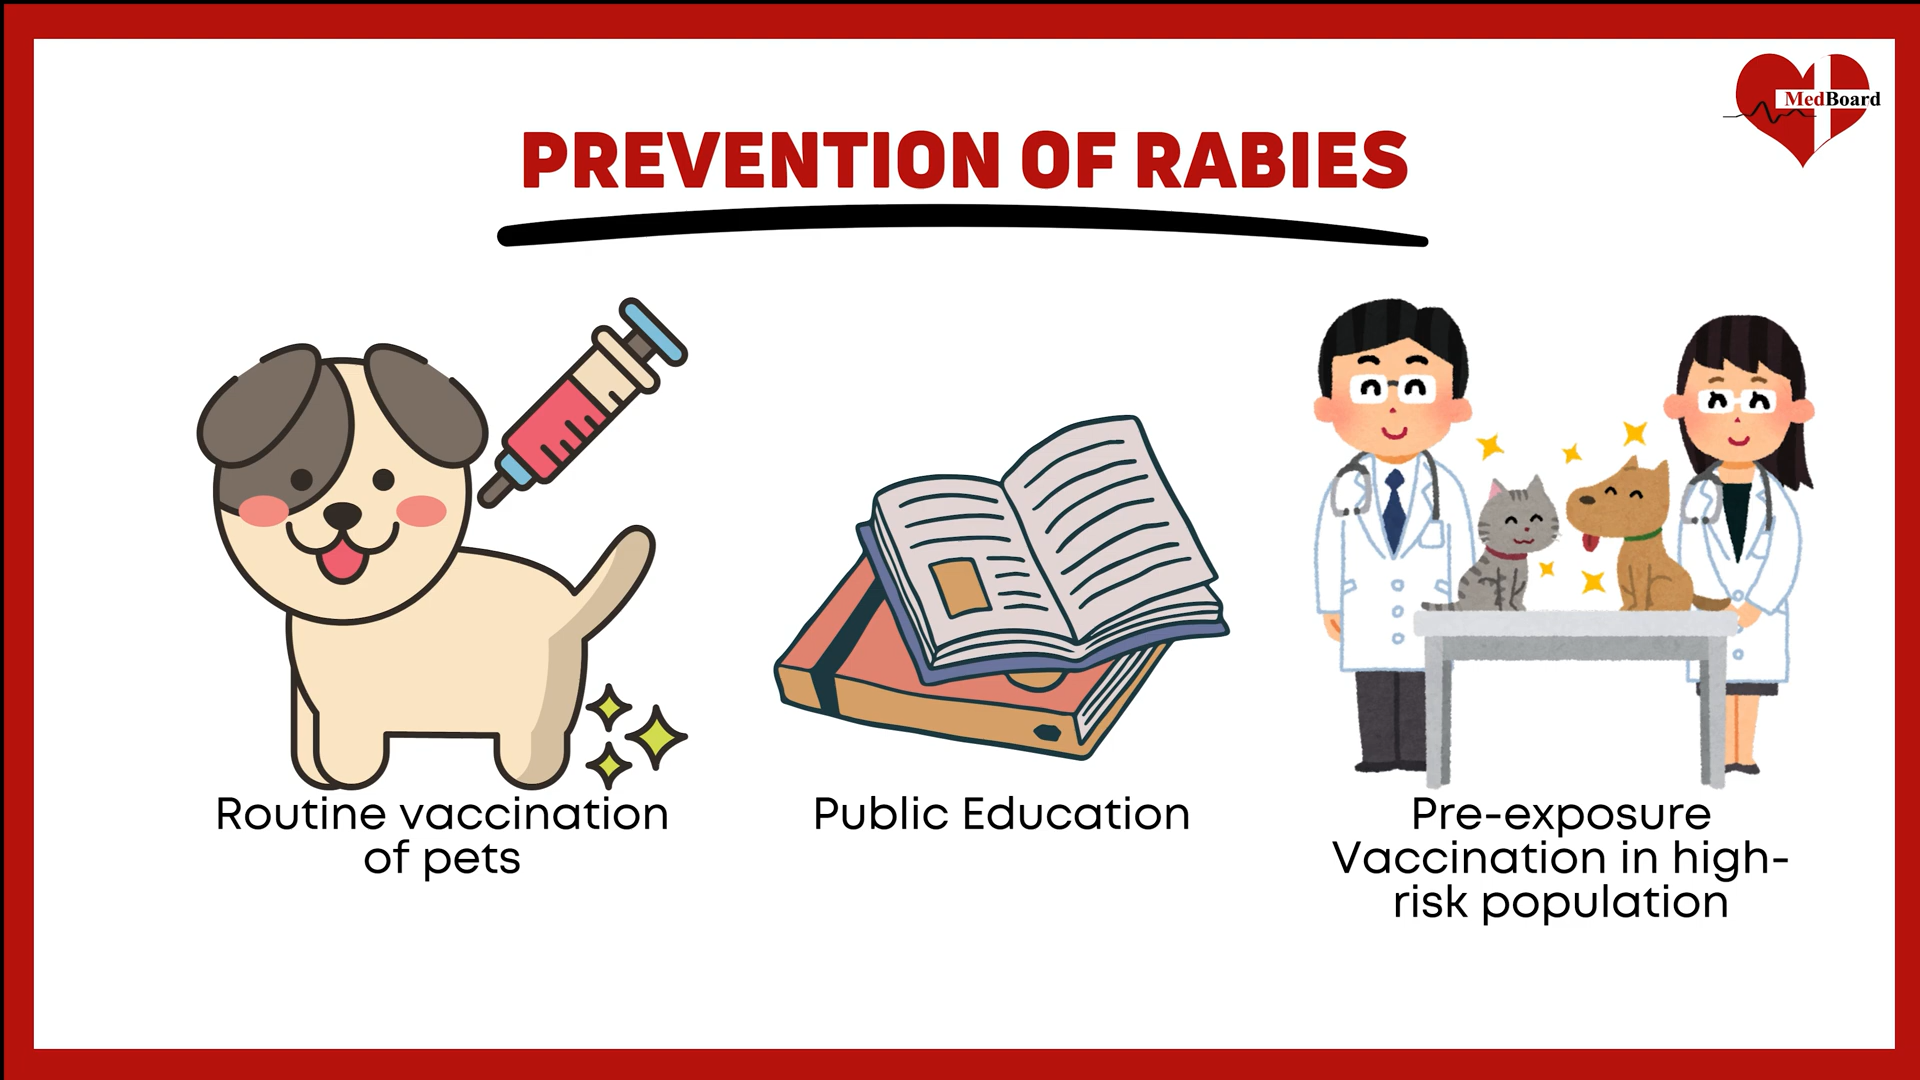 MedBoard
PREVENTION OF RABIES
Routine vaccination
of pets
Public Education
Pre-exposure
Vaccination in high-
risk population